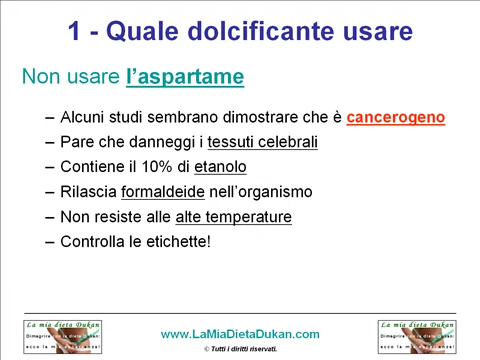 1 - Quale dolcificante usare
Non usare l'aspartame
– Alcuni studi sembrano dimostrare che è cancerogeno
– Pare che danneggi i tessuti celebrali
– Contiene il 10% di etanolo
– Rilascia formaldeide nell'organismo
– Non resiste alle alte temperature
– Controlla le etichette!
La mia dieta Dukan
www.LaMiaDietaDukan.com
© Tutti i diritti riservati.
La mia dieta Dukan